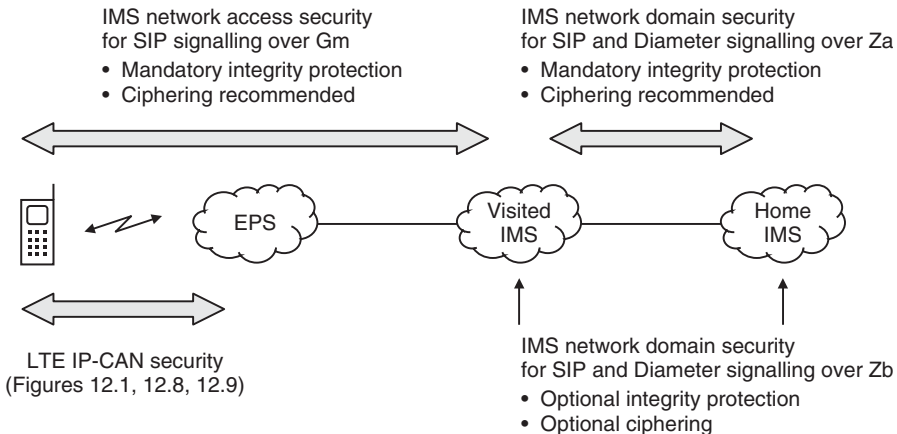 IMS network access security
for SIP signalling over Gm
• Mandatory integrity protection
• Ciphering recommended
IMS network domain security
for SIP and Diameter signalling over Za
• Mandatory integrity protection
• Ciphering recommended
EPS
Visited
IMS
Home
IMS
LTE IP-CAN security
(Figures 12.1, 12.8, 12.9)
IMS network domain security
for SIP and Diameter signalling over Zb
• Optional integrity protection
• Optional ciphering